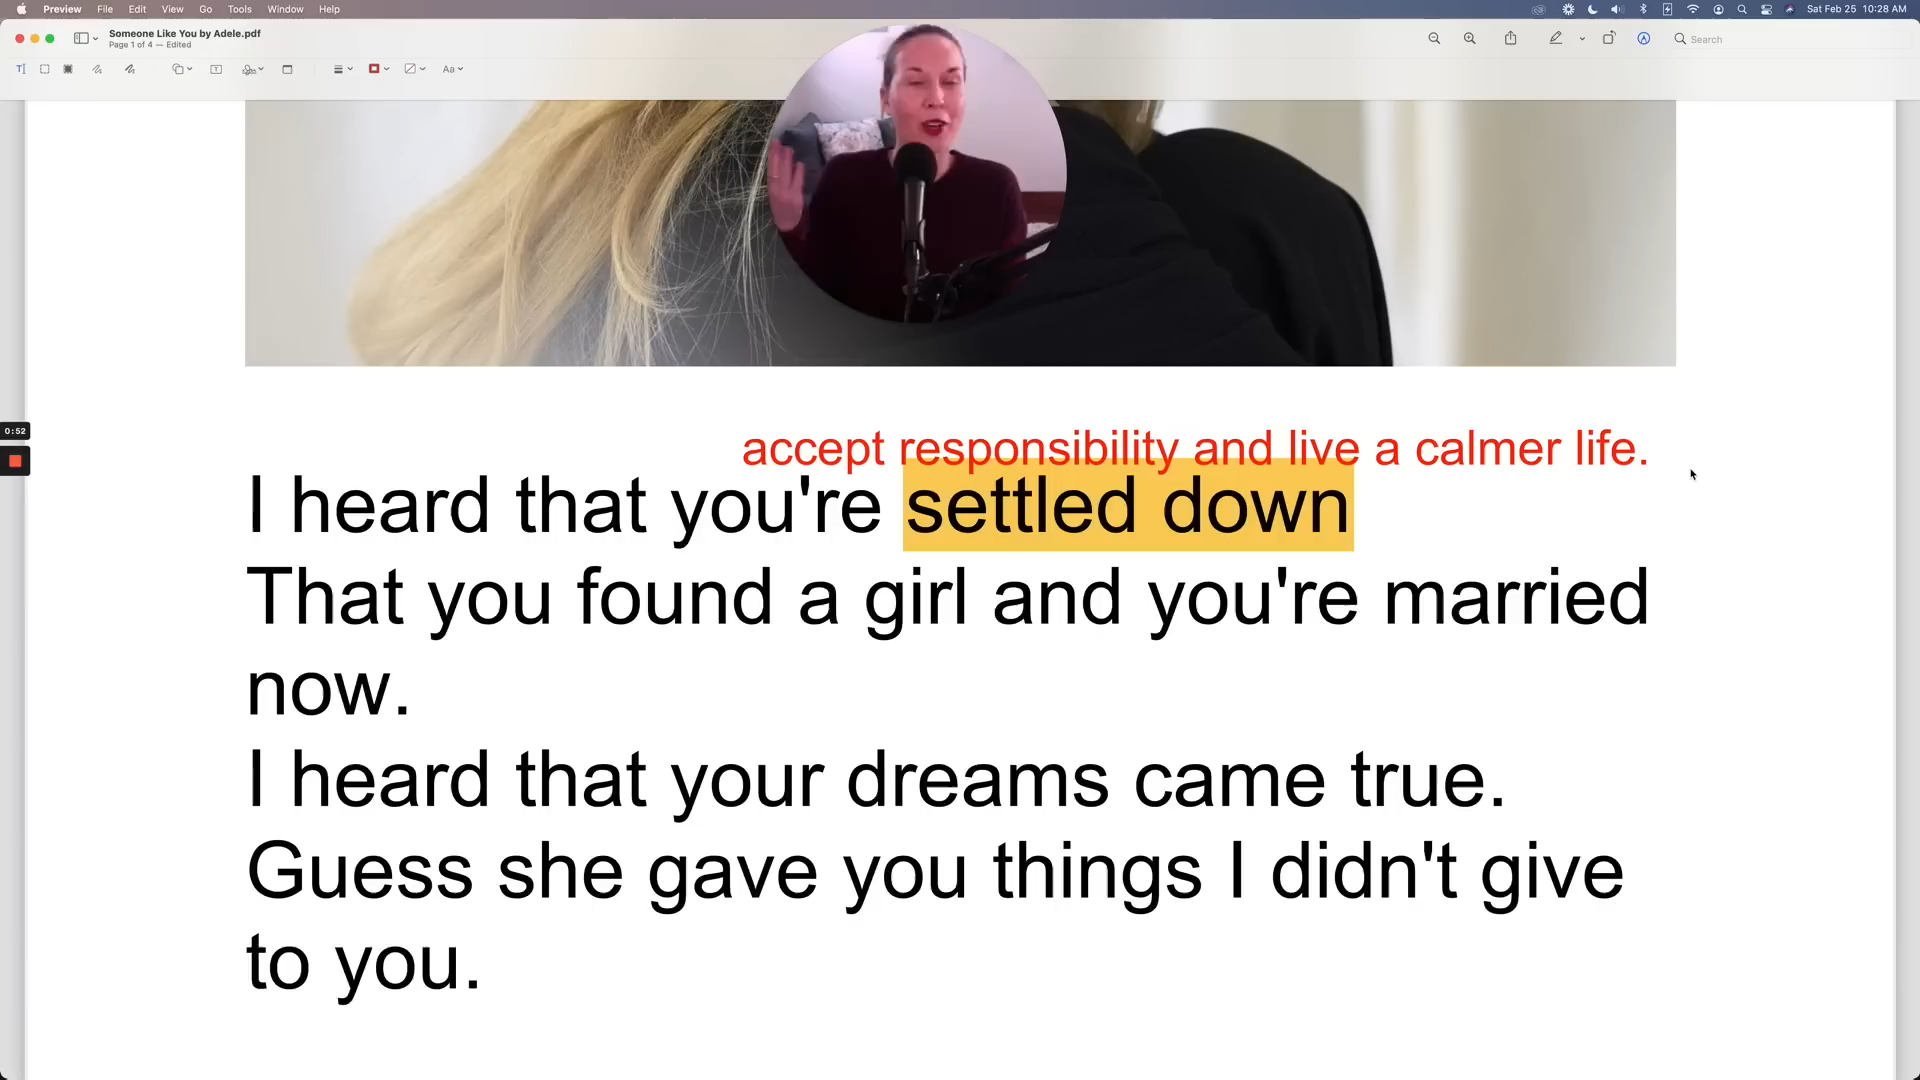 Preview File Edit View Go Tools Window Help
Sat Feb 25 10:28 AM
Someone Like You by Adele.pdf
Page 1 of 4 — Edited
Search
Aa
0:52
accept responsibility and live a calmer life.
I heard that you're settled down
That you found a girl and you're married
now.
I heard that your dreams came true.
Guess she gave you things I didn't give
to you.